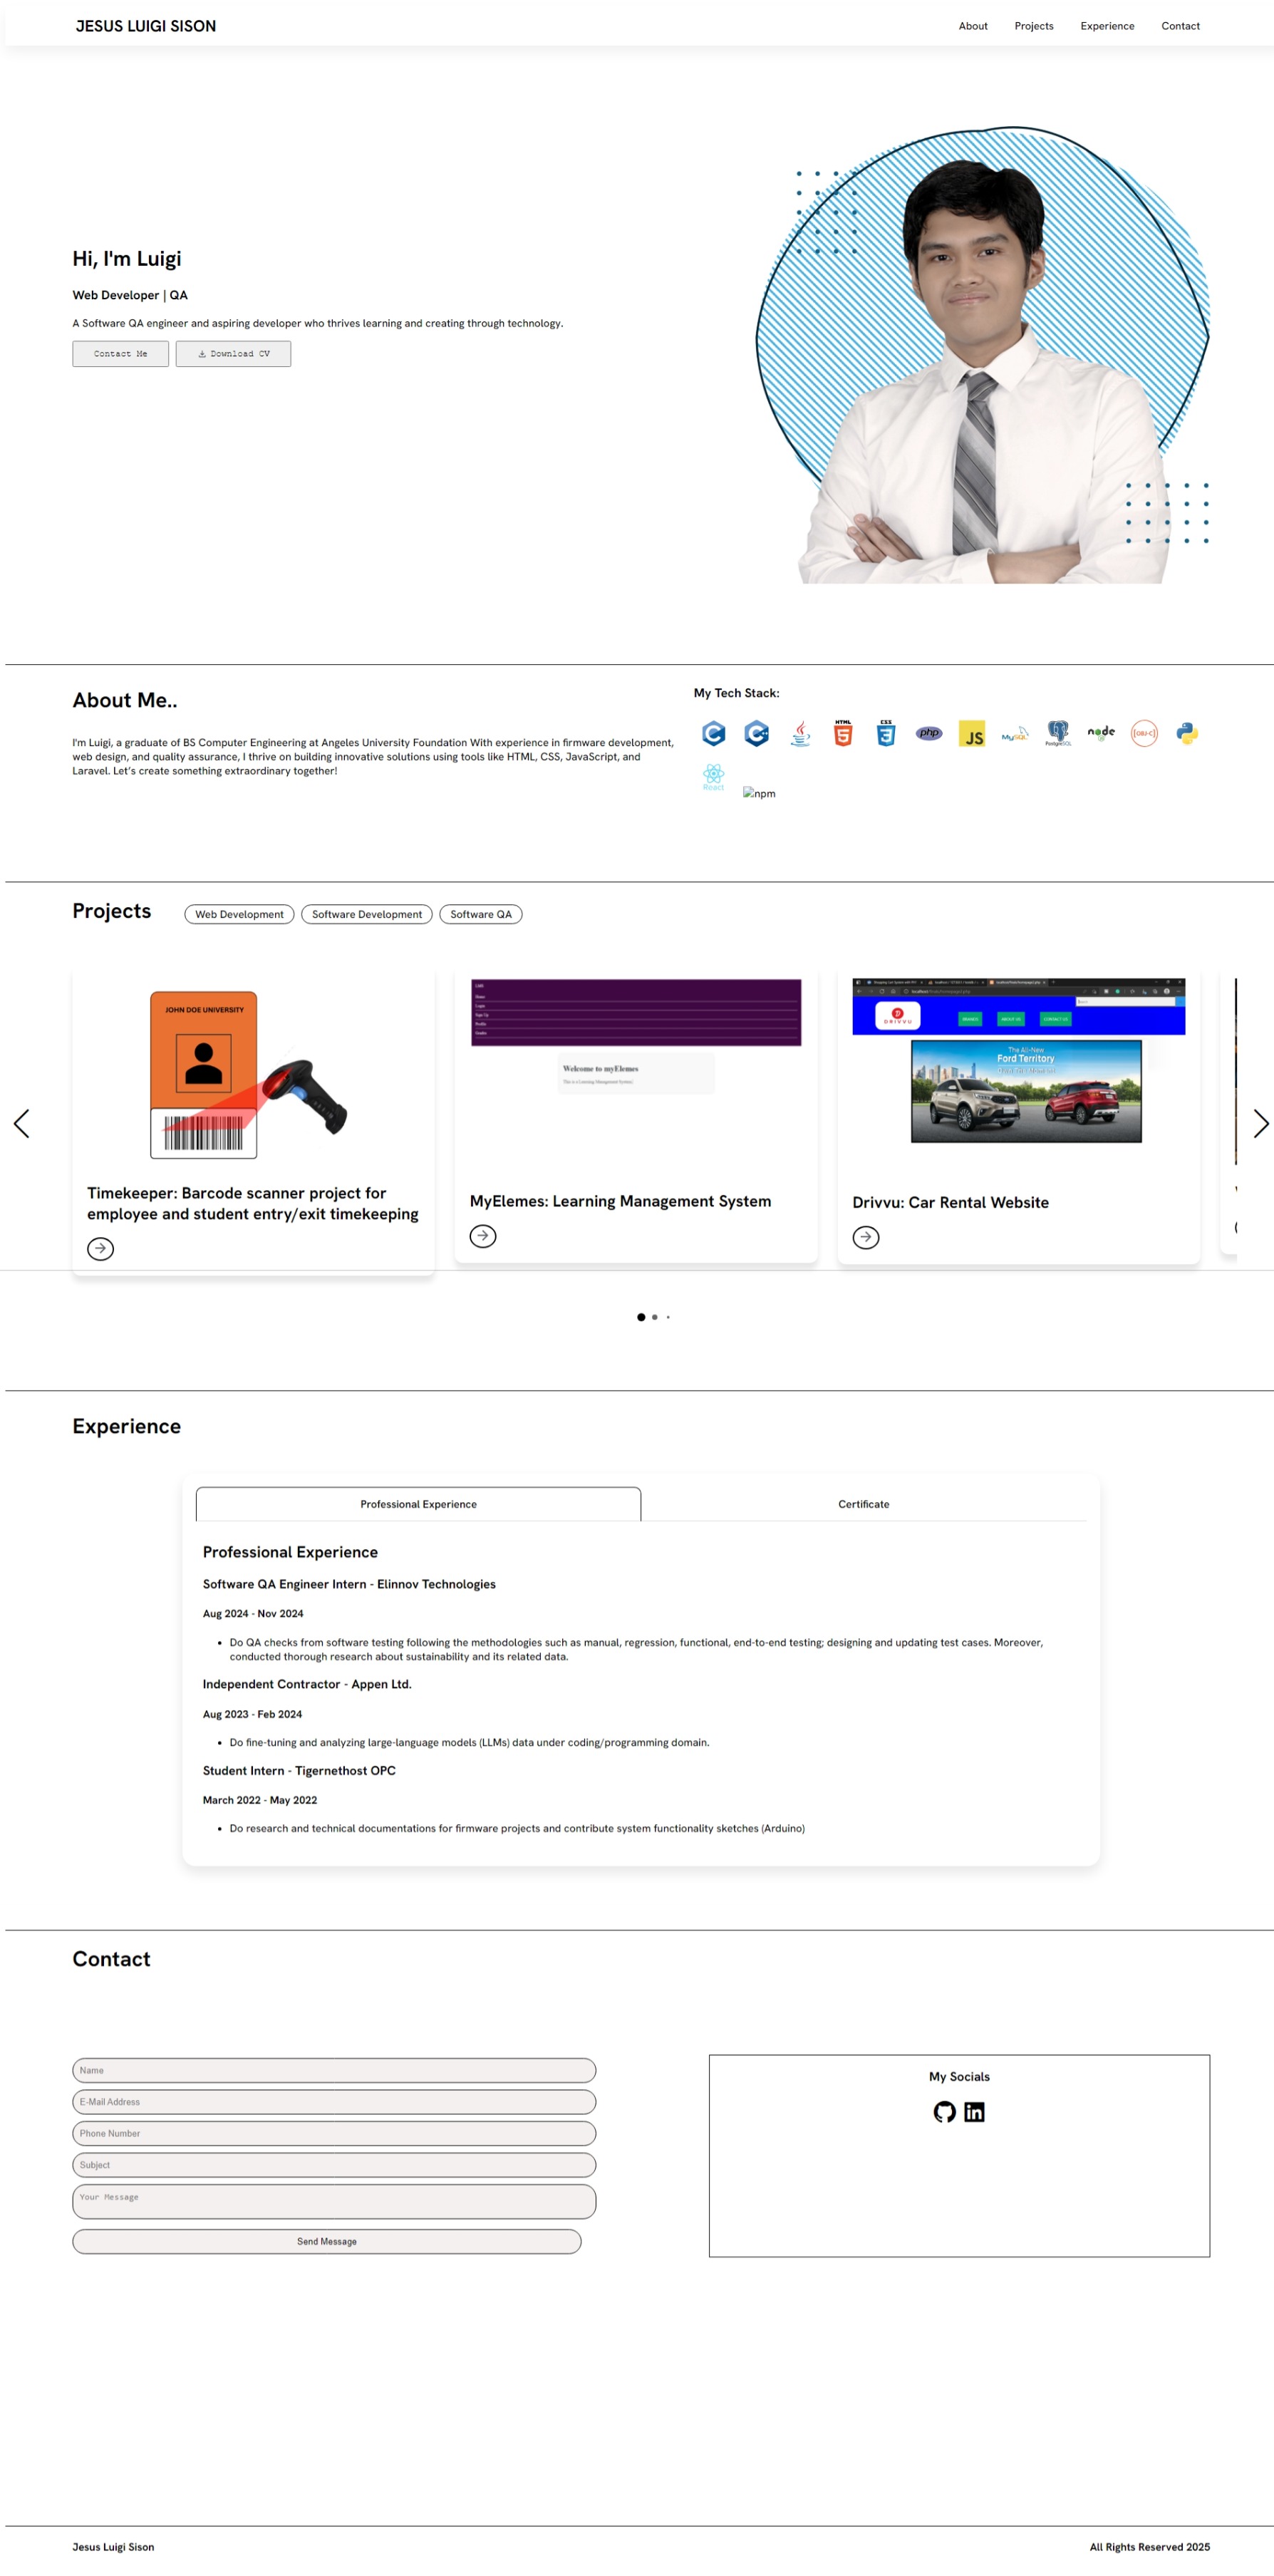 JESUS LUIGI SISON
About Projects Experience Contact
Hi, I'm Luigi
Web Developer | QA
A Software QA engineer and aspiring developer who thrives learning and creating through technology.
Contact Me Download CV
About Me..
I'm Luigi, a graduate of BS Computer Engineering at Angeles University Foundation With experience in firmware development,
web design, and quality assurance, I thrive on building innovative solutions using tools like HTML, CSS, JavaScript, and
Laravel. Let's create something extraordinary together!
My Tech Stack:
HTML
CSS
php
JS
MySQL
PostgreSQL
node
[OBJ-C]
React
npm
Projects
Web Development Software Development Software QA
JOHN DOE UNIVERSITY
Timekeeper: Barcode scanner project for
employee and student entry/exit timekeeping
Welcome to myElemes
This is a Learning Management System
MyElemes: Learning Management System
DRIVVU
ABOUT US
CONTACT US
The All-New
Ford Territory
Drivvu: Car Rental Website
Experience
Professional Experience Certificate
Professional Experience
Software QA Engineer Intern - Elinnov Technologies
Aug 2024 - Nov 2024
• Do QA checks from software testing following the methodologies such as manual, regression, functional, end-to-end testing; designing and updating test cases. Moreover,
conducted thorough research about sustainability and its related data.
Independent Contractor - Appen Ltd.
Aug 2023 - Feb 2024
• Do fine-tuning and analyzing large-language models (LLMs) data under coding/programming domain.
Student Intern - Tigernethost OPC
March 2022 - May 2022
• Do research and technical documentations for firmware projects and contribute system functionality sketches (Arduino)
Contact
Name
E-Mail Address
Phone Number
Subject
Your Message
Send Message
My Socials
in
Jesus Luigi Sison
All Rights Reserved 2025